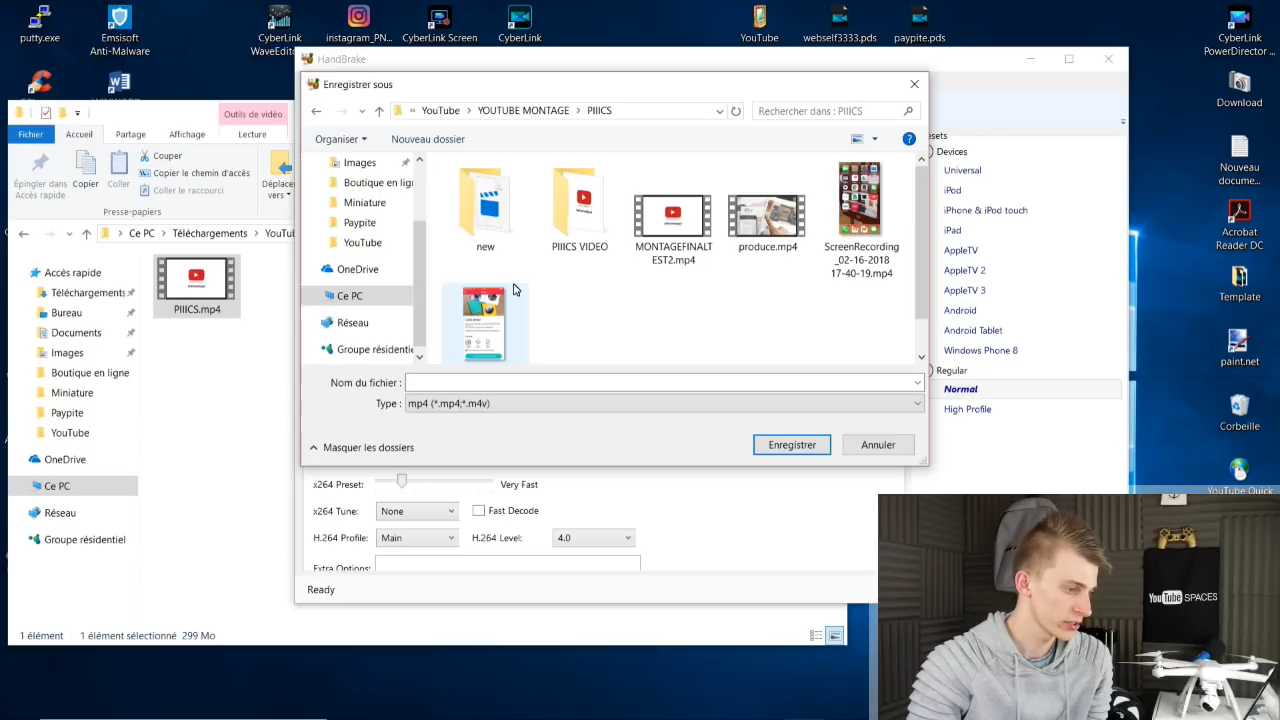 putty.exe
Emsisoft
Anti-Malware
CyberLink
WaveEdito
instagram_PN...
CyberLink Screen
CyberLink
YouTube
webself3333.pds
paypite.pds
CyberLink
PowerDirector ...
Download
Nouveau
docume...
Acrobat
Reader DC
Template
paint.net
Corbeille
YouTube Quick
Outils de vidéo
Fichier
Accueil
Partage
Affichage
Lecture
Épingler dans
Accès rapide
Copier
Coller
Couper
Copier le chemin d'accès
Coller le raccourci
Déplace
vers
Presse-papiers
Ce PC
Téléchargements
YouTu
Accès rapide
Téléchargements
Bureau
Documents
Images
Boutique en ligne
Miniature
Paypite
YouTube
OneDrive
Ce PC
Réseau
Groupe résidentiel
PIIICS.mp4
1 élément
1 élément sélectionné 299 Mo
HandBrake
Enregistrer sous
« YouTube
YOUTUBE MONTAGE
PIIICS
Rechercher dans : PIIICS
Organiser
Nouveau dossier
Images
Boutique en lig
Miniature
Paypite
YouTube
OneDrive
Ce PC
Réseau
Groupe résidentie
new
PIIICS VIDEO
MONTAGEFINALT
EST2.mp4
produce.mp4
ScreenRecording
_02-16-2018
17-40-19.mp4
Nom du fichier :
Type :
mp4 (*.mp4;*.m4v)
Masquer les dossiers
Enregistrer
Annuler
esets
Devices
Universal
iPod
iPhone & iPod touch
iPad
AppleTV
AppleTV 2
AppleTV 3
Android
Android Tablet
Windows Phone 8
Regular
Normal
High Profile
x264 Preset:
Very Fast
x264 Tune:
None
Fast Decode
H.264 Profile:
Main
H.264 Level:
4.0
Extra Options:
Ready
YouTube SPACES